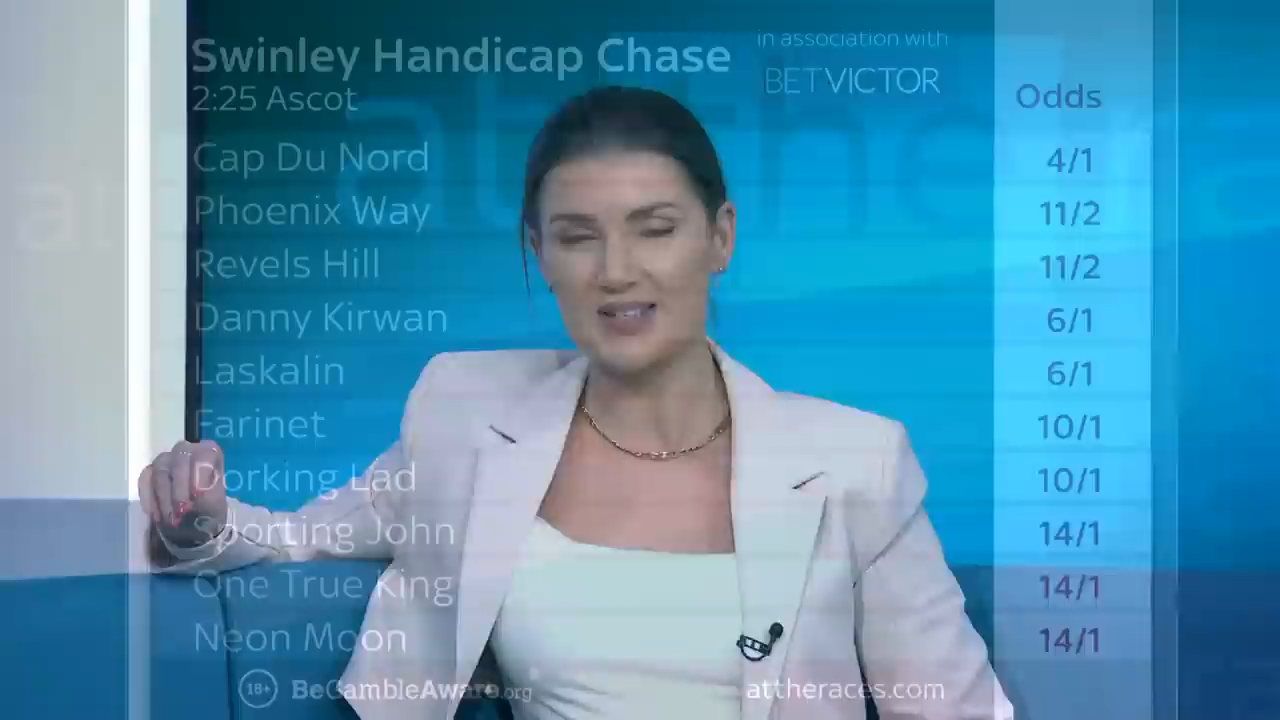 Swinley Handicap Chase
in association with
BETVICTOR
2:25 Ascot
Odds
Cap Du Nord 4/1
Phoenix Way 11/2
Revels Hill 11/2
Danny Kirwan 6/1
Laskalin 6/1
Farinet 10/1
Dorking Lad 10/1
Sporting John 14/1
One True King 14/1
Neon Moon 14/1
18+ BeGambleAware.org
attheraces.com
at the